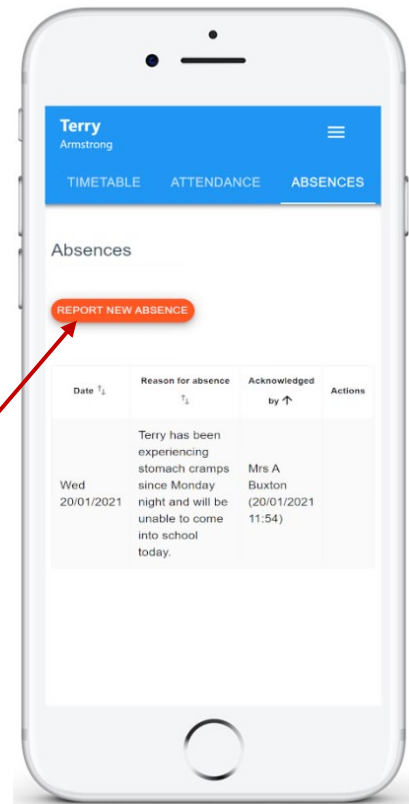 Terry
Armstrong
TIMETABLE ATTENDANCE ABSENCES
Absences
REPORT NEW ABSENCE
Date ↑↓ Reason for absence ↑↓ Acknowledged by ↑ Actions
Terry has been
experiencing
stomach cramps
since Monday
night and will be
unable to come
into school
today.
Wed
20/01/2021
Mrs A
Buxton
(20/01/2021
11:54)